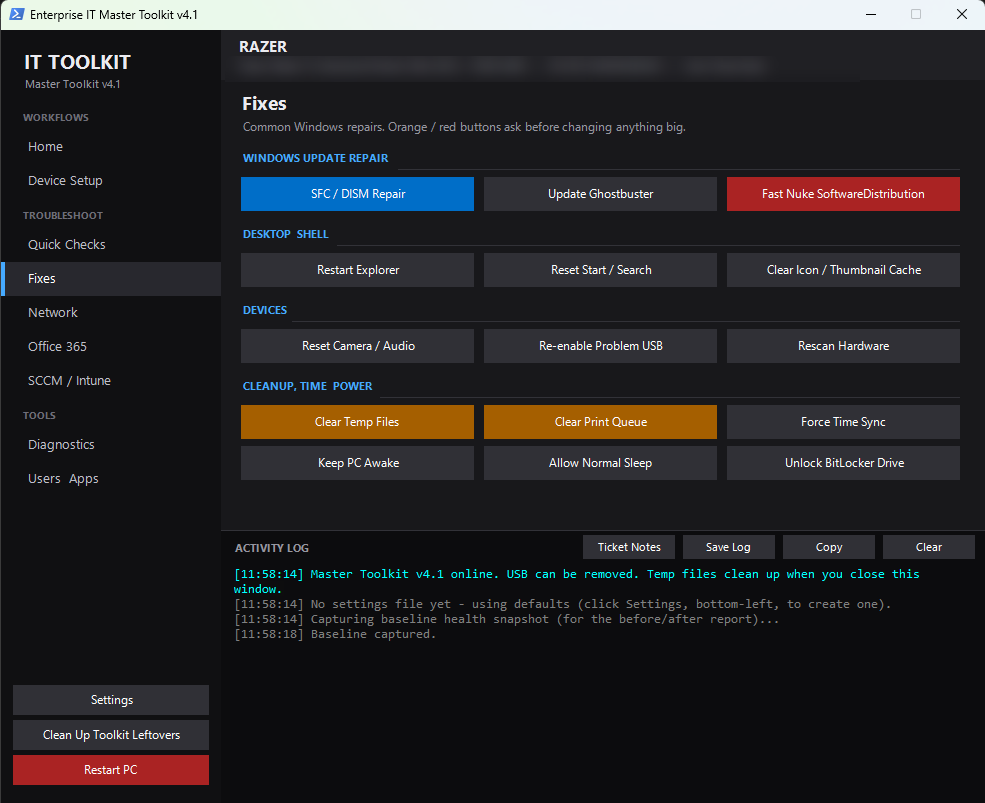 Enterprise IT Master Toolkit v4.1
IT TOOLKIT
Master Toolkit v4.1
WORKFLOWS
Home
Device Setup
TROUBLESHOOT
Quick Checks
Fixes
Network
Office 365
SCCM / Intune
TOOLS
Diagnostics
Users  Apps
Settings
Clean Up Toolkit Leftovers
Restart PC
RAZER
Fixes
Common Windows repairs. Orange / red buttons ask before changing anything big.
WINDOWS UPDATE REPAIR
SFC / DISM Repair
Update Ghostbuster
Fast Nuke SoftwareDistribution
DESKTOP  SHELL
Restart Explorer
Reset Start / Search
Clear Icon / Thumbnail Cache
DEVICES
Reset Camera / Audio
Re-enable Problem USB
Rescan Hardware
CLEANUP, TIME  POWER
Clear Temp Files
Clear Print Queue
Force Time Sync
Keep PC Awake
Allow Normal Sleep
Unlock BitLocker Drive
ACTIVITY LOG
Ticket Notes
Save Log
Copy
Clear
[11:58:14] Master Toolkit v4.1 online. USB can be removed. Temp files clean up when you close this
window.
[11:58:14] No settings file yet - using defaults (click Settings, bottom-left, to create one).
[11:58:14] Capturing baseline health snapshot (for the before/after report)...
[11:58:18] Baseline captured.